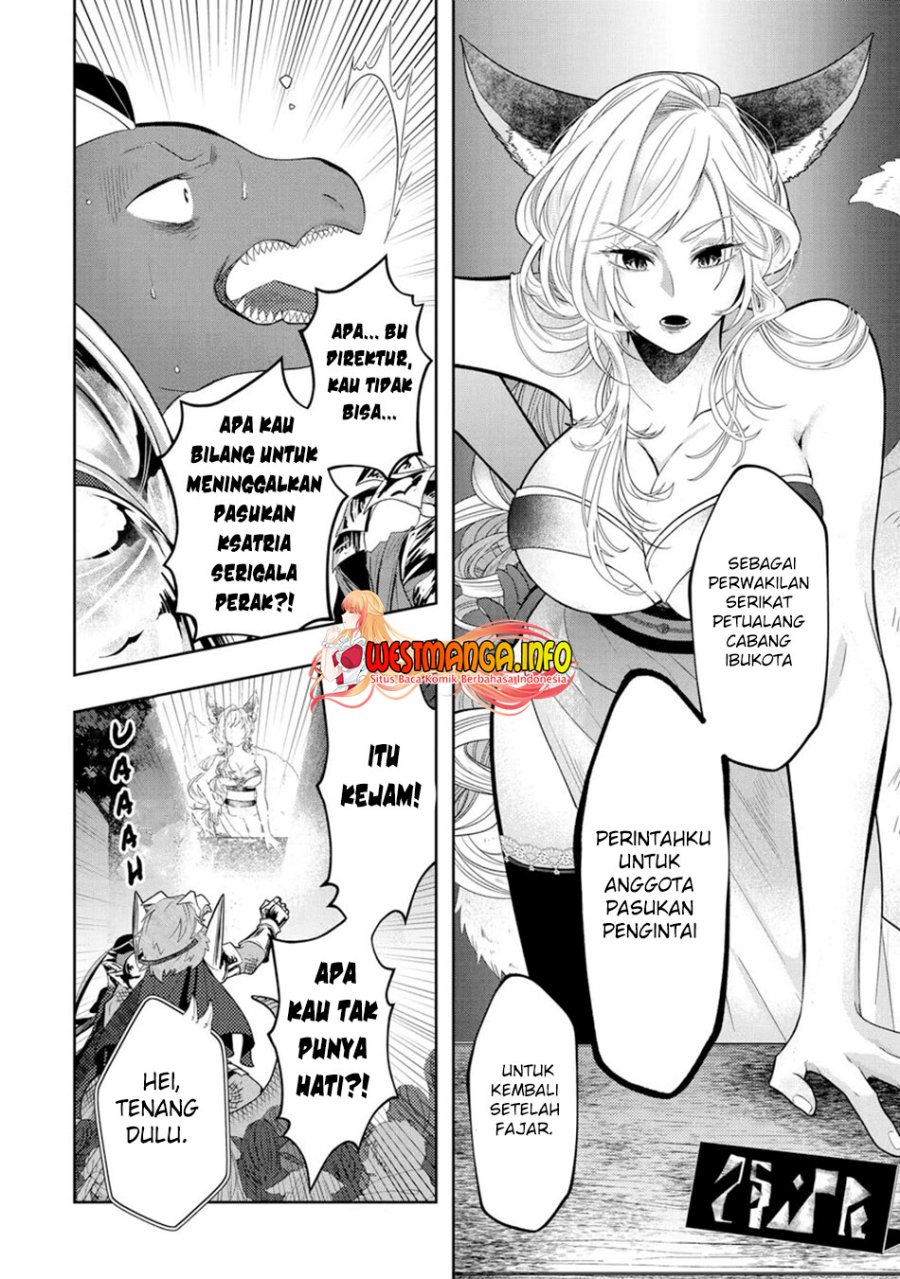 SEBAGAI
PERWAKILAN
SERIKAT
PETUALANG
CABANG
IBUKOTA
PERINTAHKU
UNTUK
ANGGOTA
PASUKAN
PENGINTAI
UNTUK
KEMBALI
SETELAH
FAJAR.
APA... BU
DIREKTUR,
KAU TIDAK
BISA...
APA KAU
BILANG UNTUK
MENINGGALKAN
PASUKAN
KSATRIA
SERIGALA
PERAK?!
WESTMANGA.INFO
Situs Baca Komik Berbahasa Indonesia
ITU
KEJAM!
UAAAH
APA
KAU TAK
PUNYA
HATI?!
HEI,
TENANG
DULU.